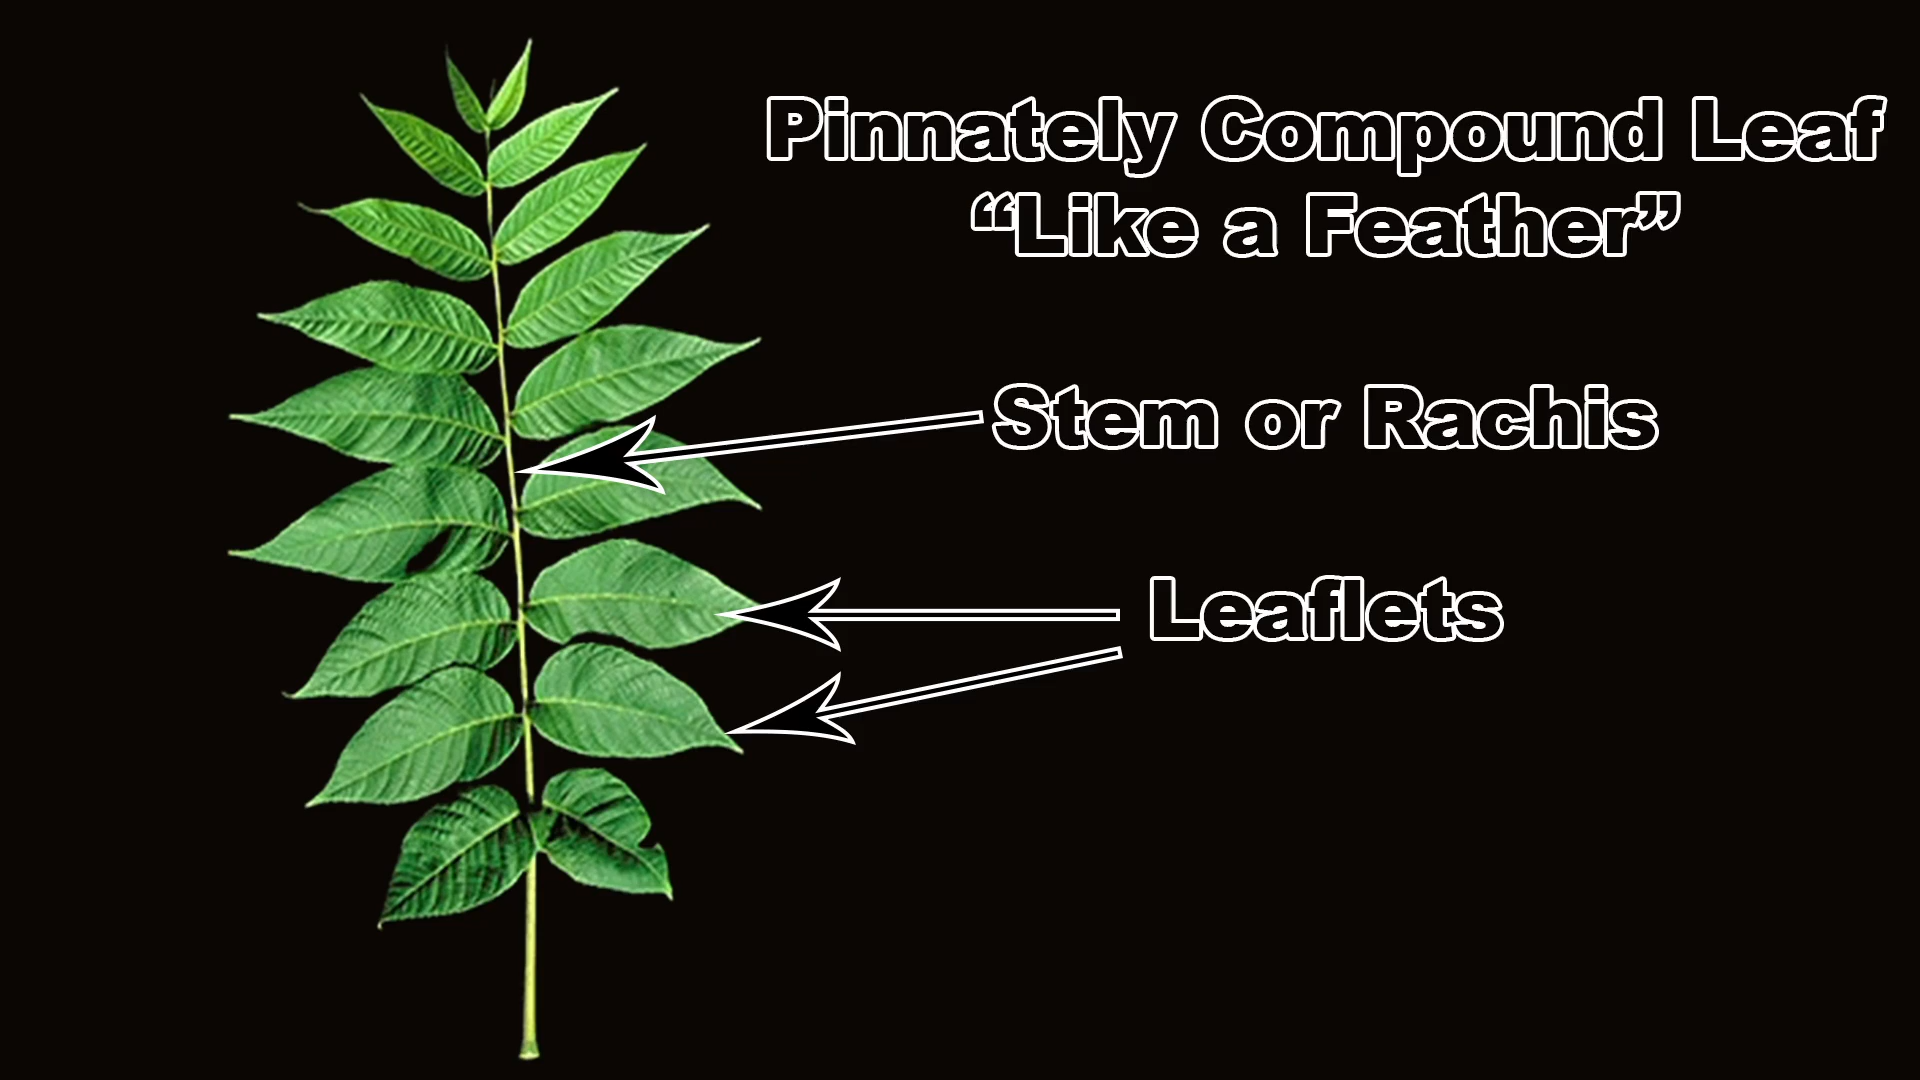 Pinnately Compound Leaf
“Like a Feather”
Stem or Rachis
Leaflets